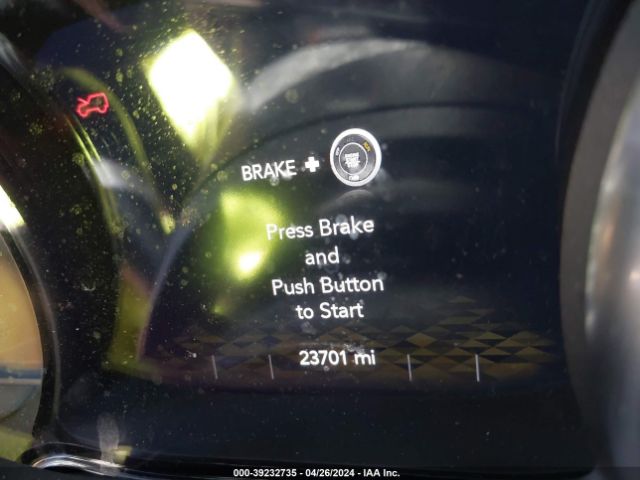 BRAKE +
Press Brake
and
Push Button
to Start
23701 mi
000-39232735 - 04/26/2024 - IAA Inc.